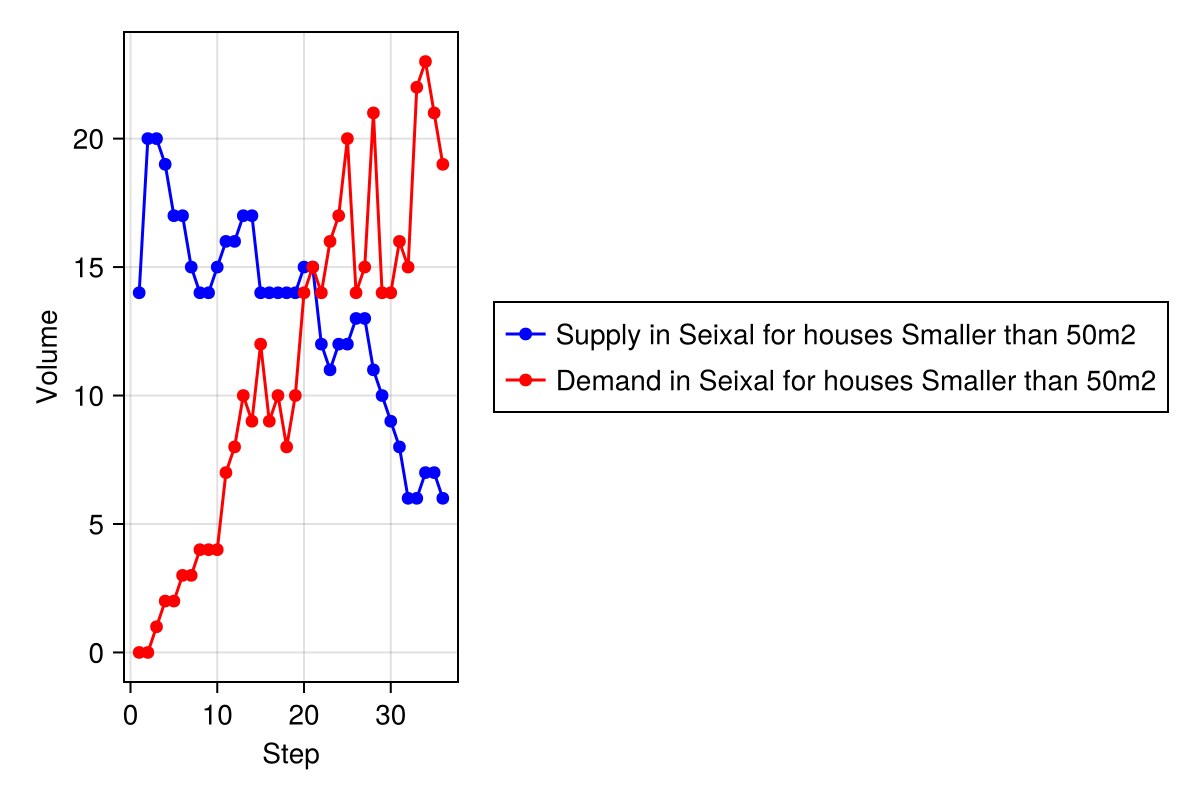 20
15
10
5
0
Volume
0 10 20 30
Step
Supply in Seixal for houses Smaller than 50m2
Demand in Seixal for houses Smaller than 50m2